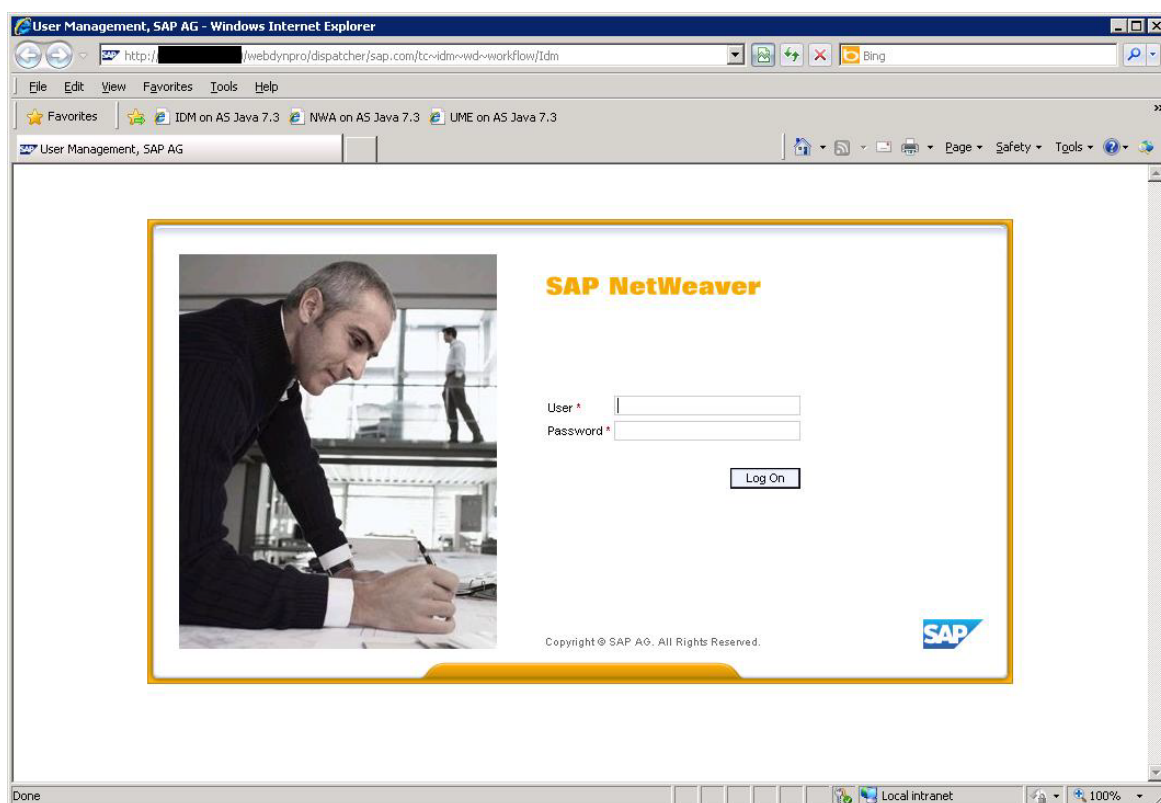 User Management, SAP AG - Windows Internet Explorer
http:// /webdynpro/dispatcher/sap.com/tc~idm~wd~workflow/Idm
Bing
File Edit View Favorites Tools Help
Favorites IDM on AS Java 7.3 NWA on AS Java 7.3 UME on AS Java 7.3
User Management, SAP AG
Page Safety Tools
SAP NetWeaver
User *
Password *
Log On
Copyright © SAP AG. All Rights Reserved.
SAP
Done
Local intranet
100%